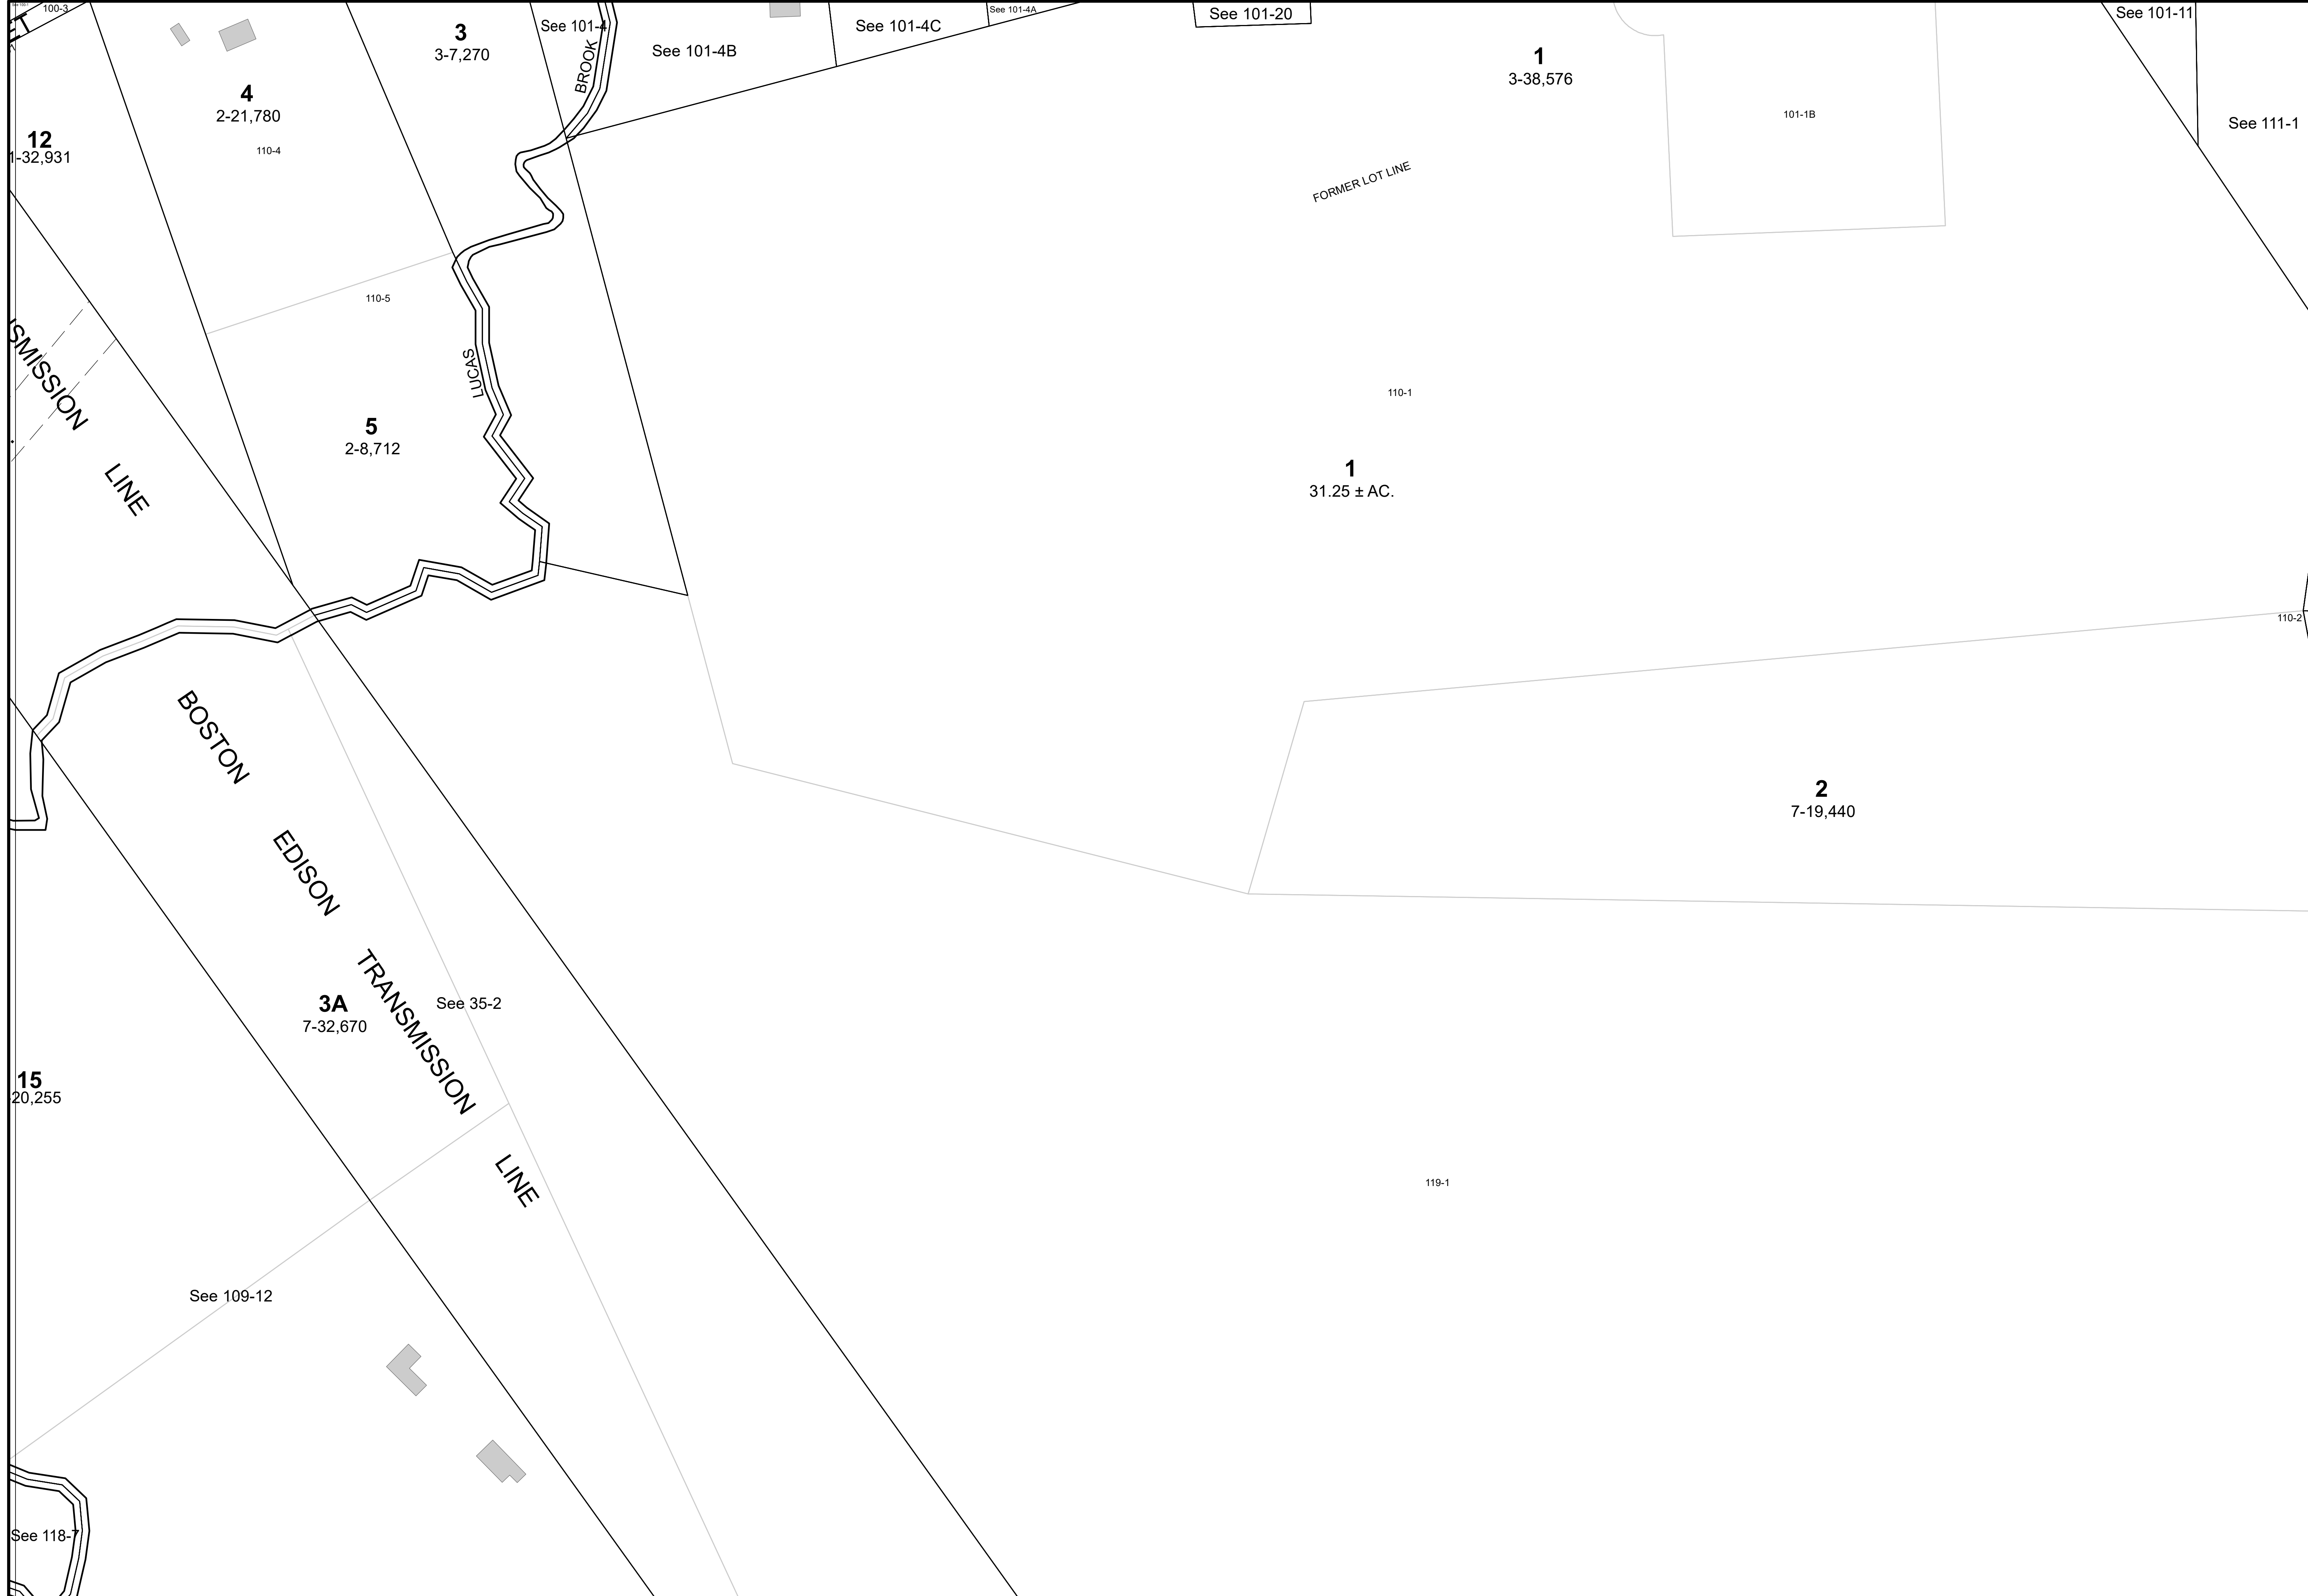 100-3
3
3-7,270
See 101-4
BROOK
See 101-4B
See 101-4C
See 101-4A
See 101-20
1
3-38,576
101-1B
See 101-11
See 111-1
4
2-21,780
110-4
12
1-32,931
FORMER LOT LINE
110-5
LUCAS
110-1
5
2-8,712
1
31.25 ± AC.
SMISSION
LINE
110-2
BOSTON
EDISON
TRANSMISSION
LINE
2
7-19,440
3A
7-32,670
See 35-2
15
20,255
119-1
See 109-12
See 118-7